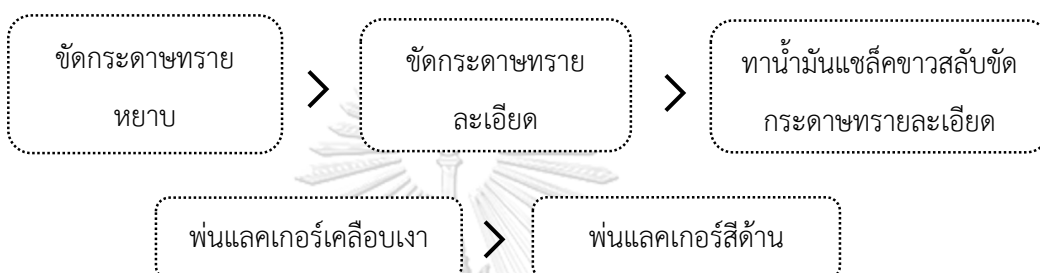 ขัดกระดาษทราย
หยาบ
ขัดกระดาษทราย
ละเอียด
ทาน้ำมันแชล็คขาวสลับขัด
กระดาษทรายละเอียด
พ่นแลคเกอร์เคลือบเงา
พ่นแลคเกอร์สีด้าน